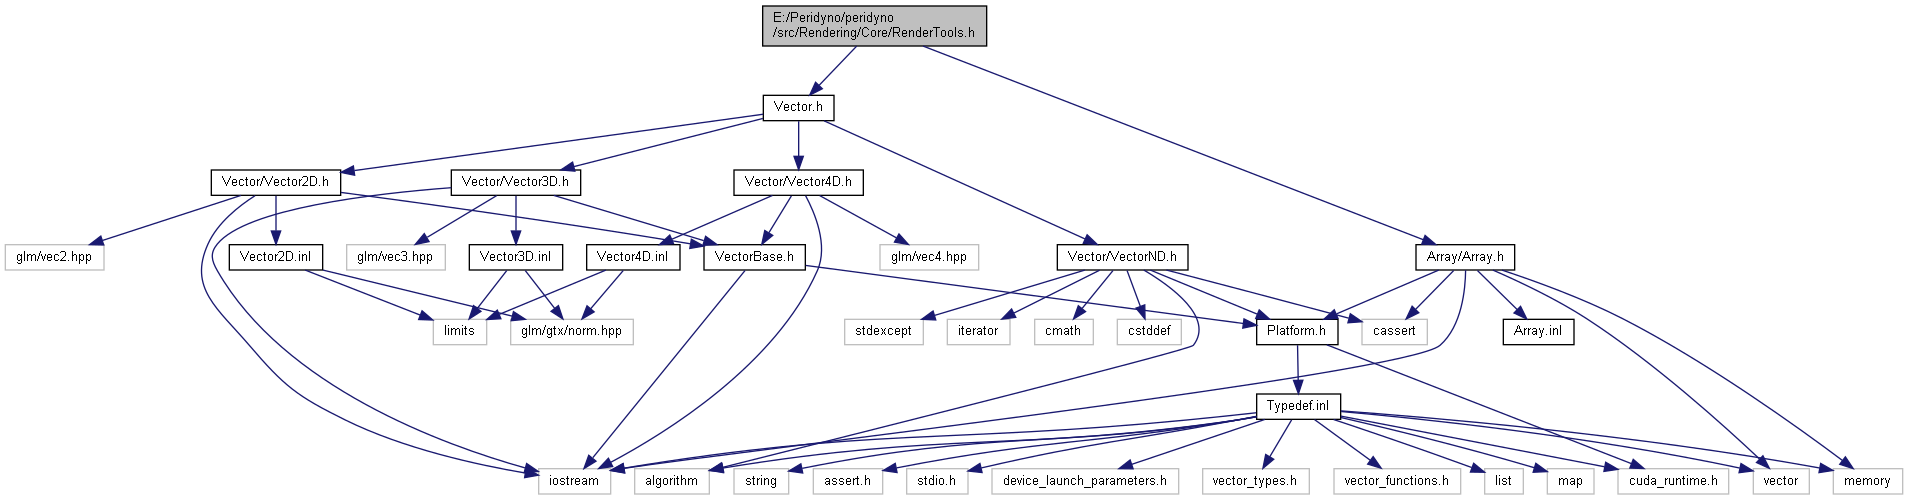 E:/Peridyno/peridyno
/src/Rendering/Core/RenderTools.h
Vector.h
Vector/Vector2D.h
Vector/Vector3D.h
Vector/Vector4D.h
glm/vec2.hpp
Vector2D.inl
glm/vec3.hpp
Vector3D.inl
Vector4D.inl
VectorBase.h
glm/vec4.hpp
Vector/VectorND.h
Array/Array.h
limits
glm/gtx/norm.hpp
stdexcept
iterator
cmath
cstddef
Platform.h
cassert
Array.inl
Typedef.inl
iostream
algorithm
string
assert.h
stdio.h
device_launch_parameters.h
vector_types.h
vector_functions.h
list
map
cuda_runtime.h
vector
memory